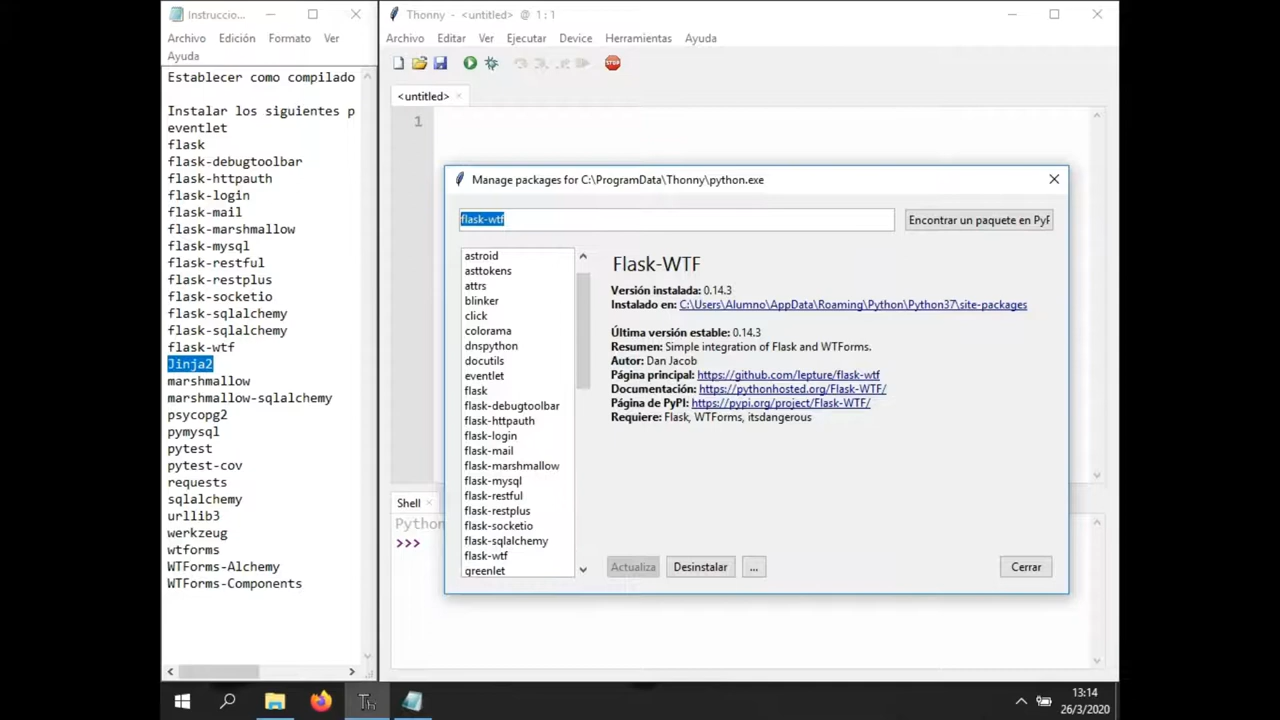 Instruccio...
Archivo Edición Formato Ver
Ayuda
Establecer como compilado
Instalar los siguientes p
eventlet
flask
flask-debugtoolbar
flask-httpauth
flask-login
flask-mail
flask-marshmallow
flask-mysql
flask-restful
flask-restplus
flask-socketio
flask-sqlalchemy
flask-sqlalchemy
flask-wtf
Jinja2
marshmallow
marshmallow-sqlalchemy
psycopg2
pymysql
pytest
pytest-cov
requests
sqlalchemy
urllib3
werkzeug
wtforms
WTForms-Alchemy
WTForms-Components
Thonny - <untitled> @ 1:1
Archivo Editar Ver Ejecutar Device Herramientas Ayuda
STOP
<untitled>
1
Manage packages for C:\ProgramData\Thonny\python.exe
flask-wtf
Encontrar un paquete en PyF
astroid
asttokens
attrs
blinker
click
colorama
dnspython
docutils
eventlet
flask
flask-debugtoolbar
flask-httpauth
flask-login
flask-mail
flask-marshmallow
flask-mysql
flask-restful
flask-restplus
flask-socketio
flask-sqlalchemy
flask-wtf
greenlet
Flask-WTF
Versión instalada: 0.14.3
Instalado en: C:\Users\Alumno\AppData\Roaming\Python\Python37\site-packages
Última versión estable: 0.14.3
Resumen: Simple integration of Flask and WTForms.
Autor: Dan Jacob
Página principal: https://github.com/lepture/flask-wtf
Documentación: https://pythonhosted.org/Flask-WTF/
Página de PyPI: https://pypi.org/project/Flask-WTF/
Requiere: Flask, WTForms, itsdangerous
Actualiza Desinstalar ... Cerrar
Shell
Python
>>>
Th
13:14
26/3/2020